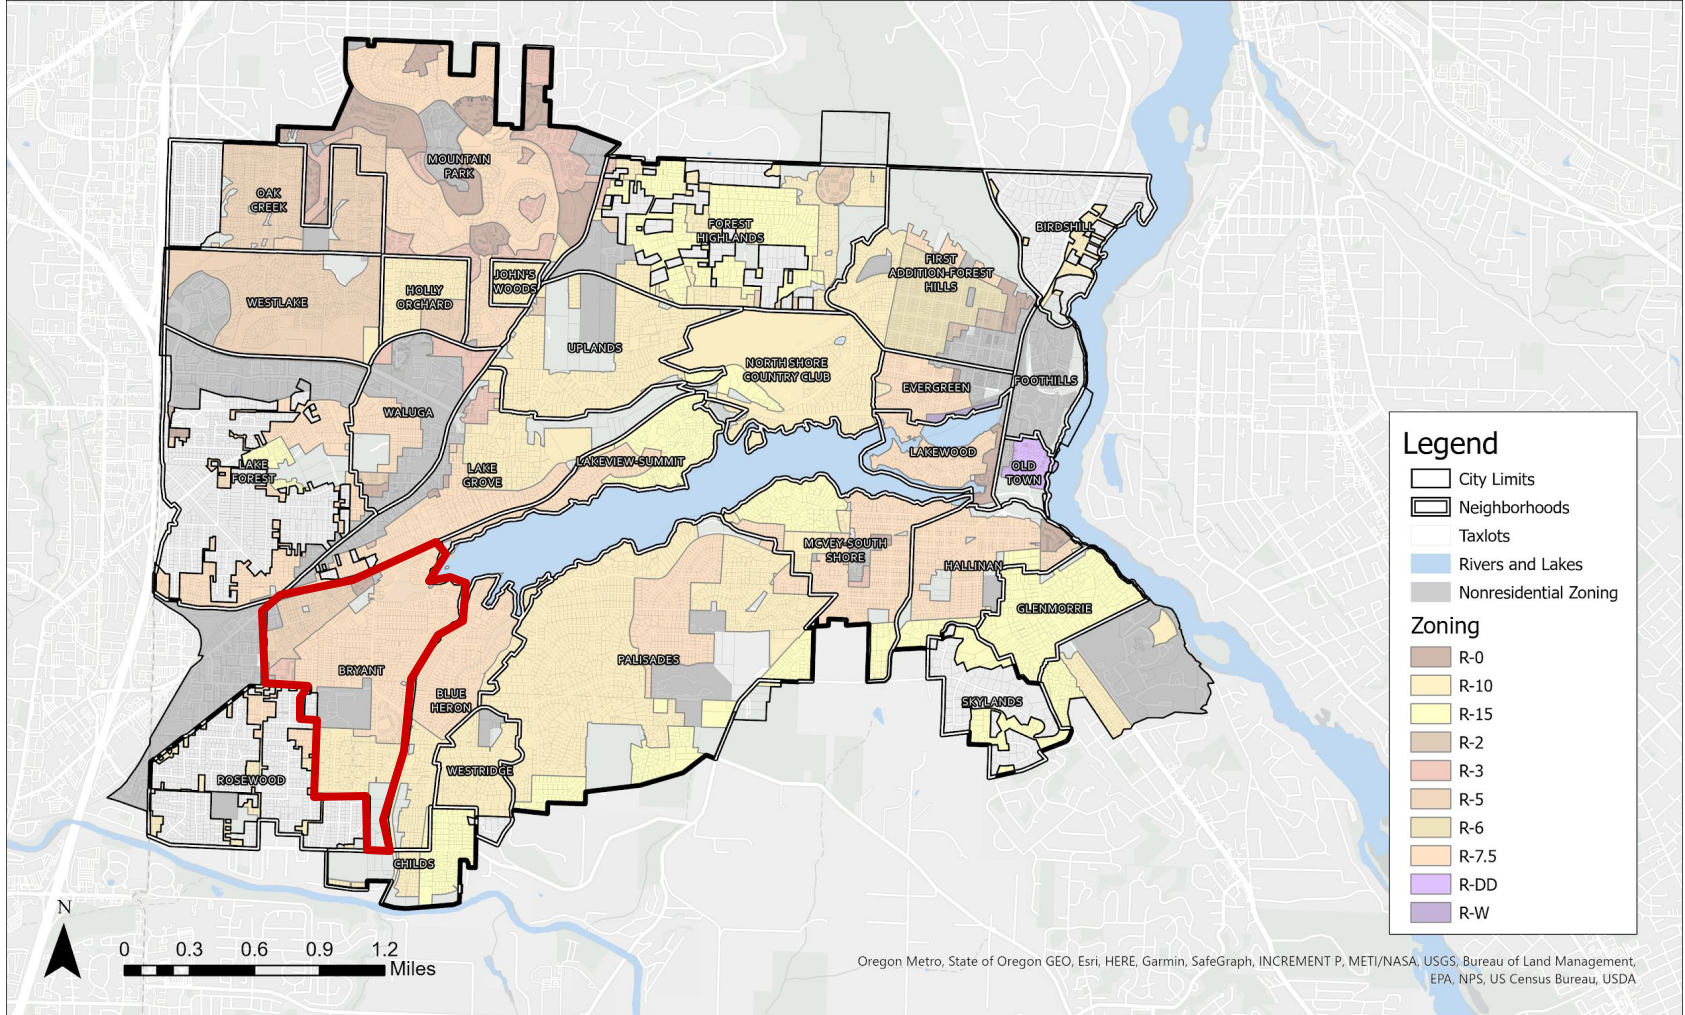 MOUNTAIN
PARK
OAK
CREEK
FOREST
HIGHLANDS
BIRDSHILL
FIRST
ADDITION-FOREST
HILLS
JOHN'S
WOODS
HOLLY
ORCHARD
WESTLAKE
UPLANDS
NORTH SHORE
COUNTRY CLUB
EVERGREEN
FOOTHILLS
WALUGA
LAKE
FOREST
LAKE
GROVE
LAKEVIEW-SUMMIT
LAKEWOOD
OLD
TOWN
MCVEY-SOUTH
SHORE
HALLINAN
GLENMORRIE
BRYANT
PALISADES
BLUE
HERON
SKYLANDS
ROSEWOOD
WESTRIDGE
CHILDS
Legend
City Limits
Neighborhoods
Taxlots
Rivers and Lakes
Nonresidential Zoning
Zoning
R-0
R-10
R-15
R-2
R-3
R-5
R-6
R-7.5
R-DD
R-W
N
0 0.3 0.6 0.9 1.2
Miles
Oregon Metro, State of Oregon GEO, Esri, HERE, Garmin, SafeGraph, INCREMENT P, METI/NASA, USGS, Bureau of Land Management,
EPA, NPS, US Census Bureau, USDA